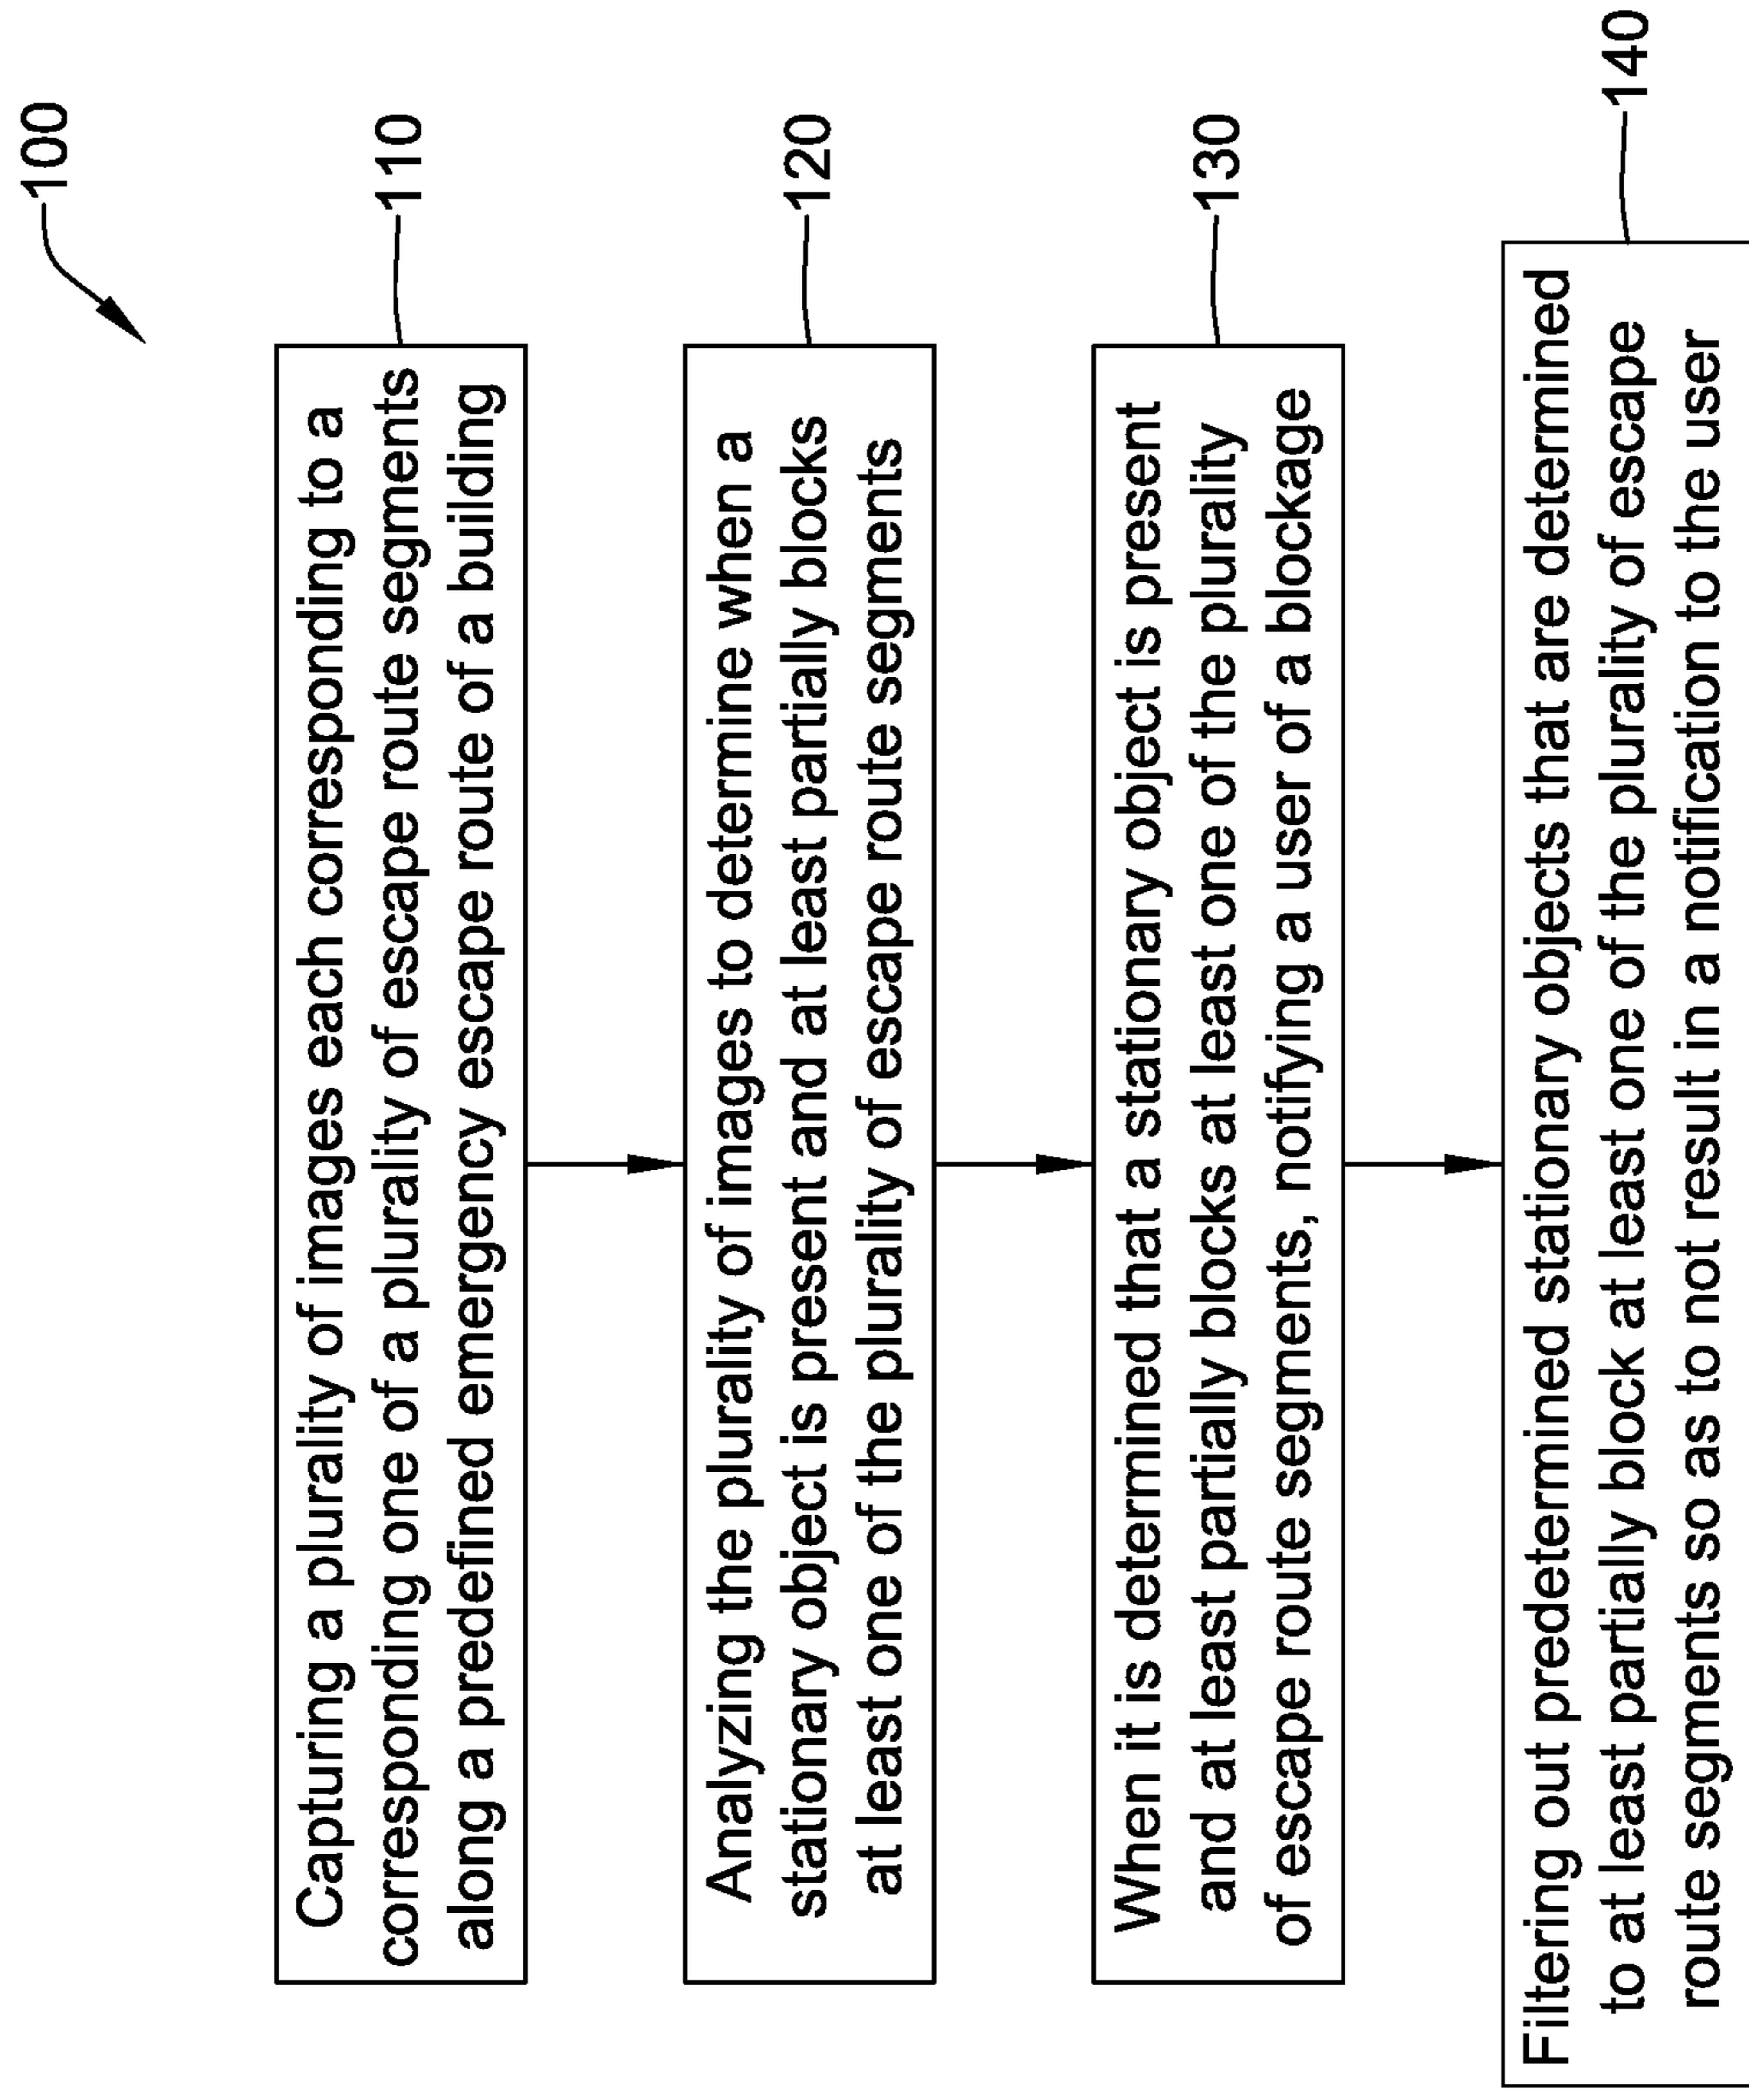 100
Capturing a plurality of images each corresponding to a
corresponding one of a plurality of escape route segments
along a predefined emergency escape route of a building
110
Analyzing the plurality of images to determine when a
stationary object is present and at least partially blocks
at least one of the plurality of escape route segments
120
When it is determined that a stationary object is present
and at least partially blocks at least one of the plurality
of escape route segments, notifying a user of a blockage
130
Filtering out predetermined stationary objects that are determined
to at least partially block at least one of the plurality of escape
route segments so as to not result in a notification to the user
140